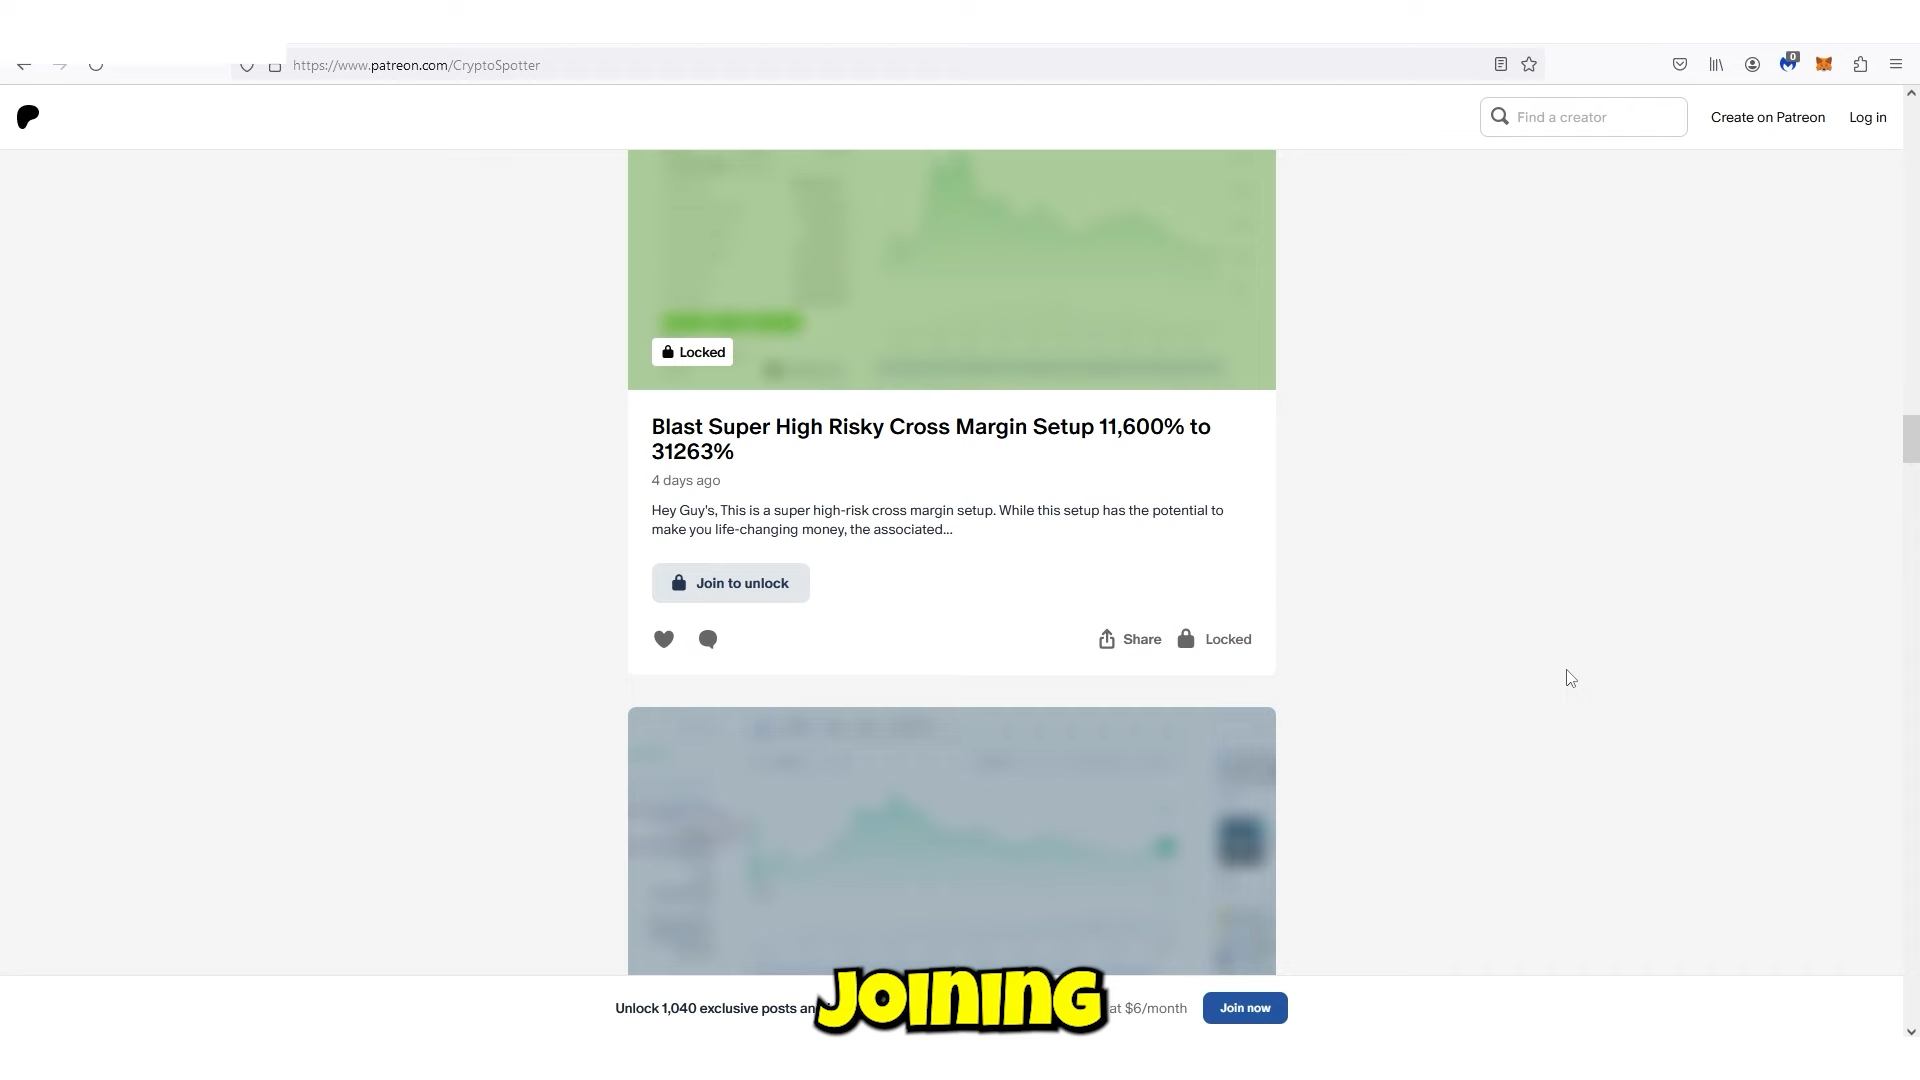 https://www.patreon.com/CryptoSpotter
0
Find a creator
Create on Patreon
Log in
Locked
Blast Super High Risky Cross Margin Setup 11,600% to
31263%
4 days ago
Hey Guy's, This is a super high-risk cross margin setup. While this setup has the potential to
make you life-changing money, the associated...
Join to unlock
Share
Locked
Unlock 1,040 exclusive posts
JOINING
at $6/month
Join now